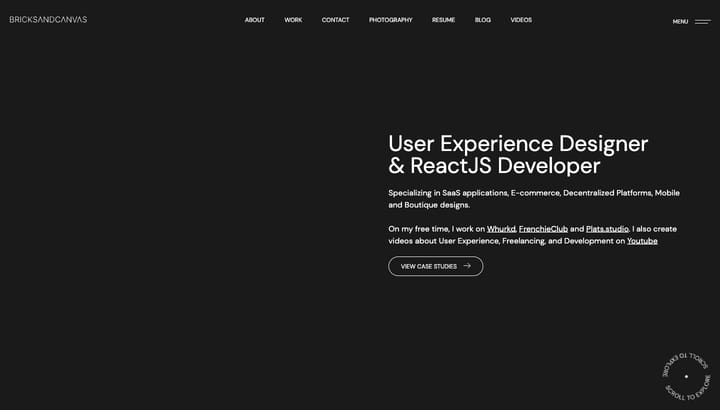 BRICKSANDCANVAS
ABOUT WORK CONTACT PHOTOGRAPHY RESUME BLOG VIDEOS
MENU
User Experience Designer
& ReactJS Developer
Specializing in SaaS applications, E-commerce, Decentralized Platforms, Mobile
and Boutique designs.
On my free time, I work on Whurkd, FrenchieClub and Plats.studio. I also create
videos about User Experience, Freelancing, and Development on Youtube
VIEW CASE STUDIES
SCROLL TO EXPLORE
SCROLL TO EXPLORE